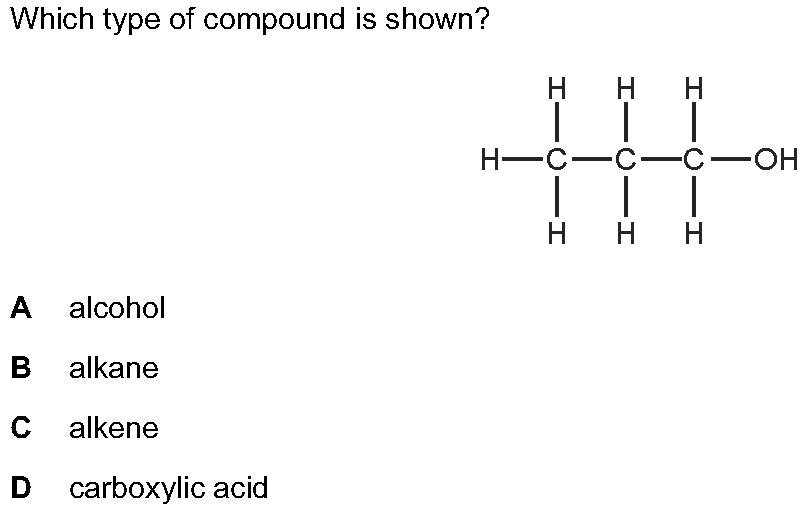 Which type of compound is shown?
H H H
H C C C OH
H H H
A alcohol
B alkane
C alkene
D carboxylic acid